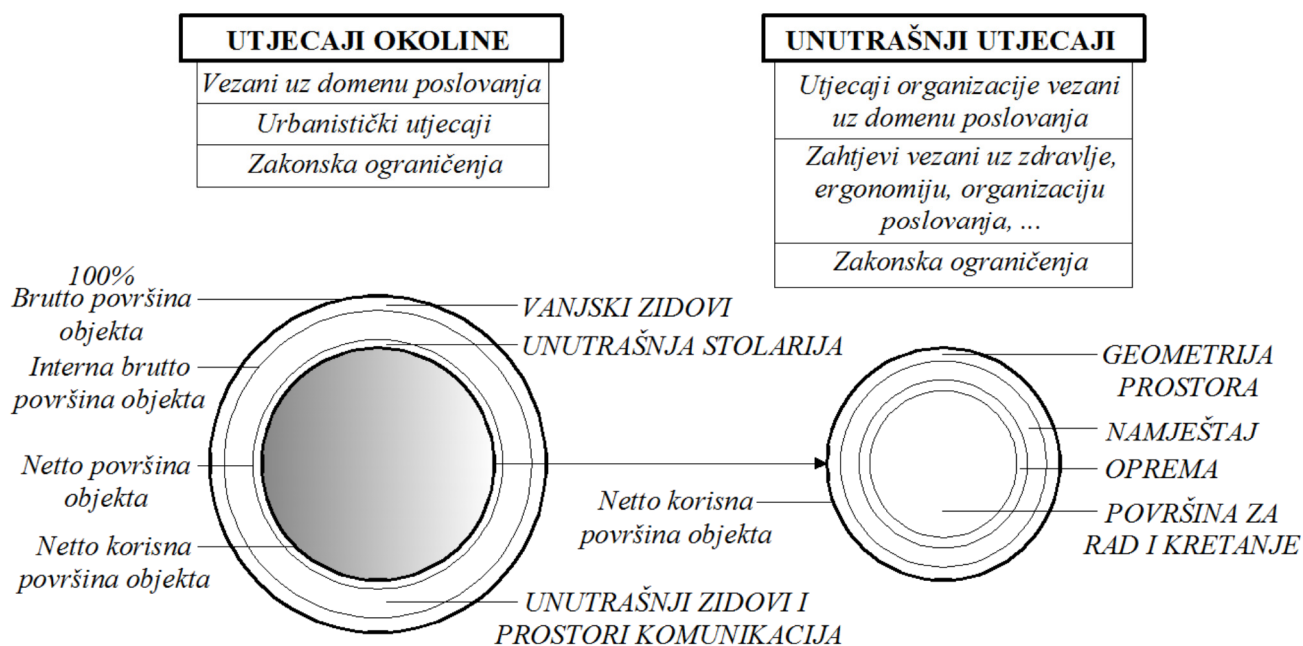 UTJECAJI OKOLINE
Vezani uz domenu poslovanja
Urbanistički utjecaji
Zakonska ograničenja
UNUTRAŠNJI UTJECAJI
Utjecaji organizacije vezani
uz domenu poslovanja
Zahtjevi vezani uz zdravlje,
ergonomiju, organizaciju
poslovanja, ...
Zakonska ograničenja
100%
Brutto površina
objekta
Interna brutto
površina objekta
Netto površina
objekta
Netto korisna
površina objekta
VANJSKI ZIDOVI
UNUTRAŠNJA STOLARIJA
UNUTRAŠNJI ZIDOVI I
PROSTORI KOMUNIKACIJA
Netto korisna
površina objekta
GEOMETRIJA
PROSTORA
NAMJEŠTAJ
OPREMA
POVRŠINA ZA
RAD I KRETANJE